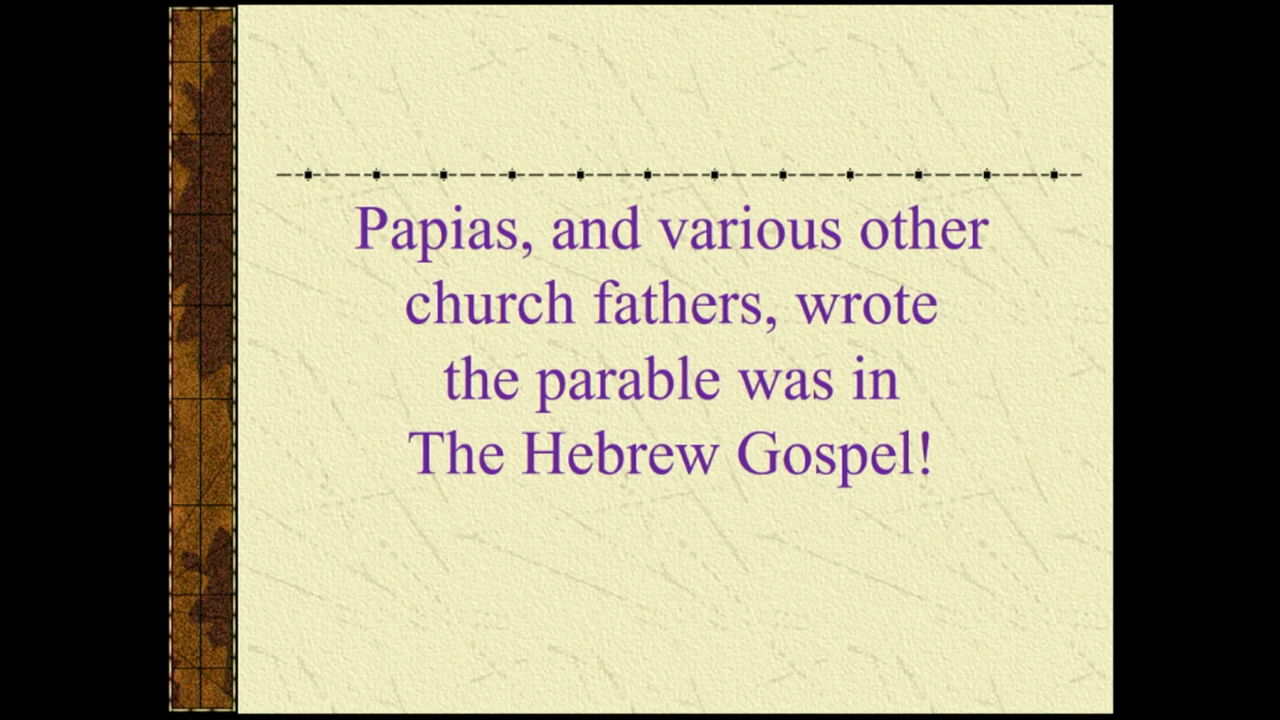 Papias, and various other
church fathers, wrote
the parable was in
The Hebrew Gospel!